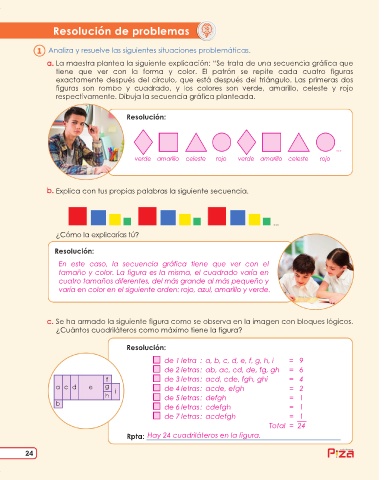 Resolución de problemas
1 Analiza y resuelve las siguientes situaciones problemáticas.
a. La maestra plantea la siguiente explicación: "Se trata de una secuencia gráfica que
tiene que ver con la forma y color. El patrón se repite cada cuatro figuras
exactamente después del círculo, que está después del triángulo. Las primeras dos
figuras son rombo y cuadrado, y los colores son verde, amarillo, celeste y rojo
respectivamente. Dibuja la secuencia gráfica planteada.
Resolución:
...
verde amarillo celeste rojo verde amarillo celeste rojo
b. Explica con tus propias palabras la siguiente secuencia.
...
¿Cómo la explicarías tú?
Resolución:
En este caso, la secuencia gráfica tiene que ver con el
tamaño y color. La figura es la misma, el cuadrado varía en
cuatro tamaños diferentes, del más grande al más pequeño y
varía en color en el siguiente orden: rojo, azul, amarillo y verde.
c. Se ha armado la siguiente figura como se observa en la imagen con bloques lógicos.
¿Cuántos cuadriláteros como máximo tiene la figura?
Resolución:
de 1 letra : a, b, c, d, e, f, g, h, i = 9
de 2 letras: ab, ac, cd, de, fg, gh = 6
de 3 letras: acd, cde, fgh, ghi = 4
de 4 letras: acde, efgh = 2
de 5 letras: defgh = 1
de 6 letras: cdefgh = 1
de 7 letras: acdefgh = 1
Total = 24
a c d e f g h i b
Rpta: Hay 24 cuadriláteros en la figura.
24
Piza